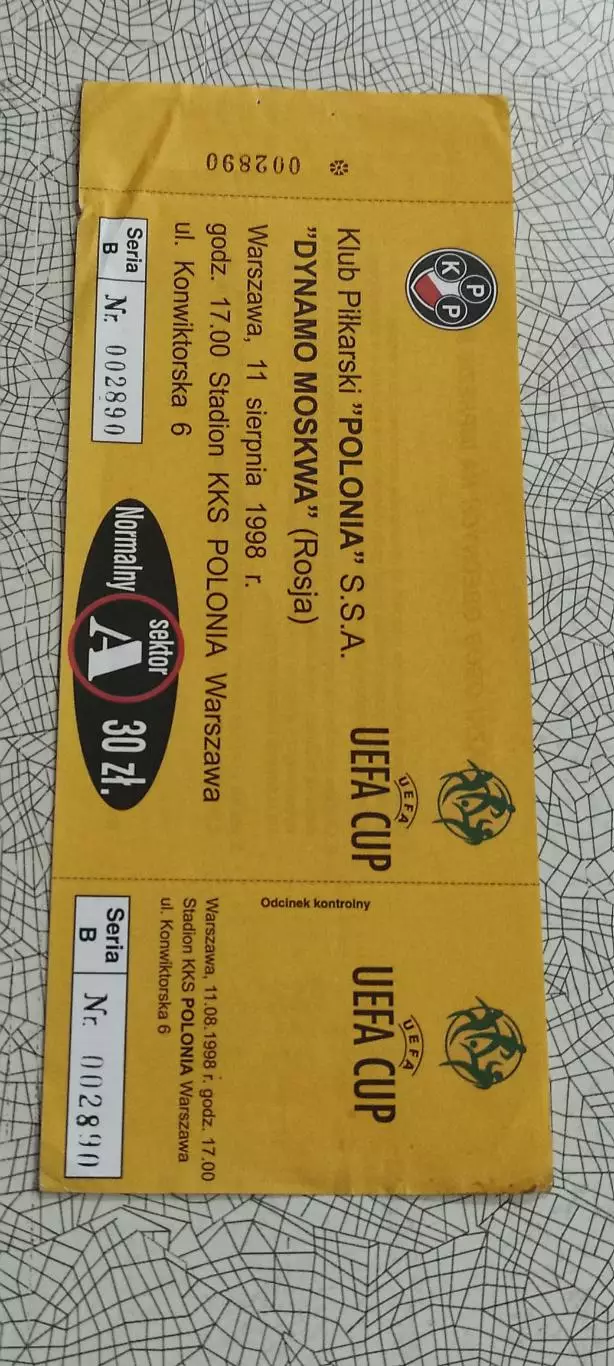 002890
KPP
Klub Piłkarski "POLONIA" S.S.A.
"DYNAMO MOSKWA" (Rosja)
Warszawa, 11 sierpnia 1998 r.
godz. 17.00 Stadion KKS POLONIA Warszawa
ul. Konwiktorska 6
Seria
B
Nr. 002890
sektor
A
Normalny
30 zł.
UEFA
UEFA CUP
UEFA
UEFA CUP
Odcinek kontrolny
Warszawa, 11.08.1998 r. godz. 17.00
Stadion KKS POLONIA Warszawa
ul. Konwiktorska 6
Seria
B
Nr. 002890